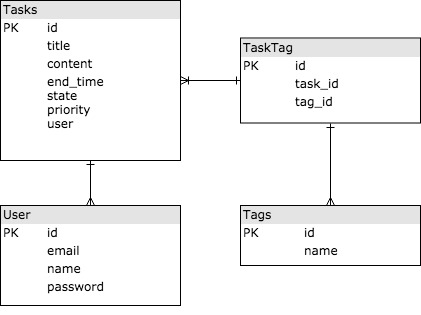 Tasks
PK id
title
content
end_time
state
priority
user
TaskTag
PK id
task_id
tag_id
User
PK id
email
name
password
Tags
PK id
name